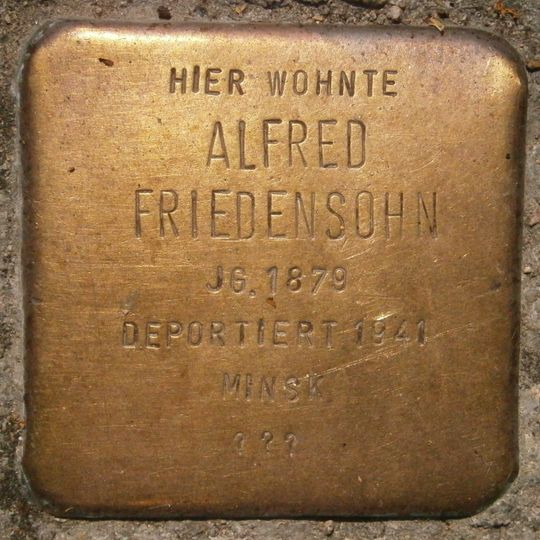 HIER WOHNTE
ALFRED
FRIEDENSOHN
JG. 1879
DEPORTIERT 1941
MINSK
???